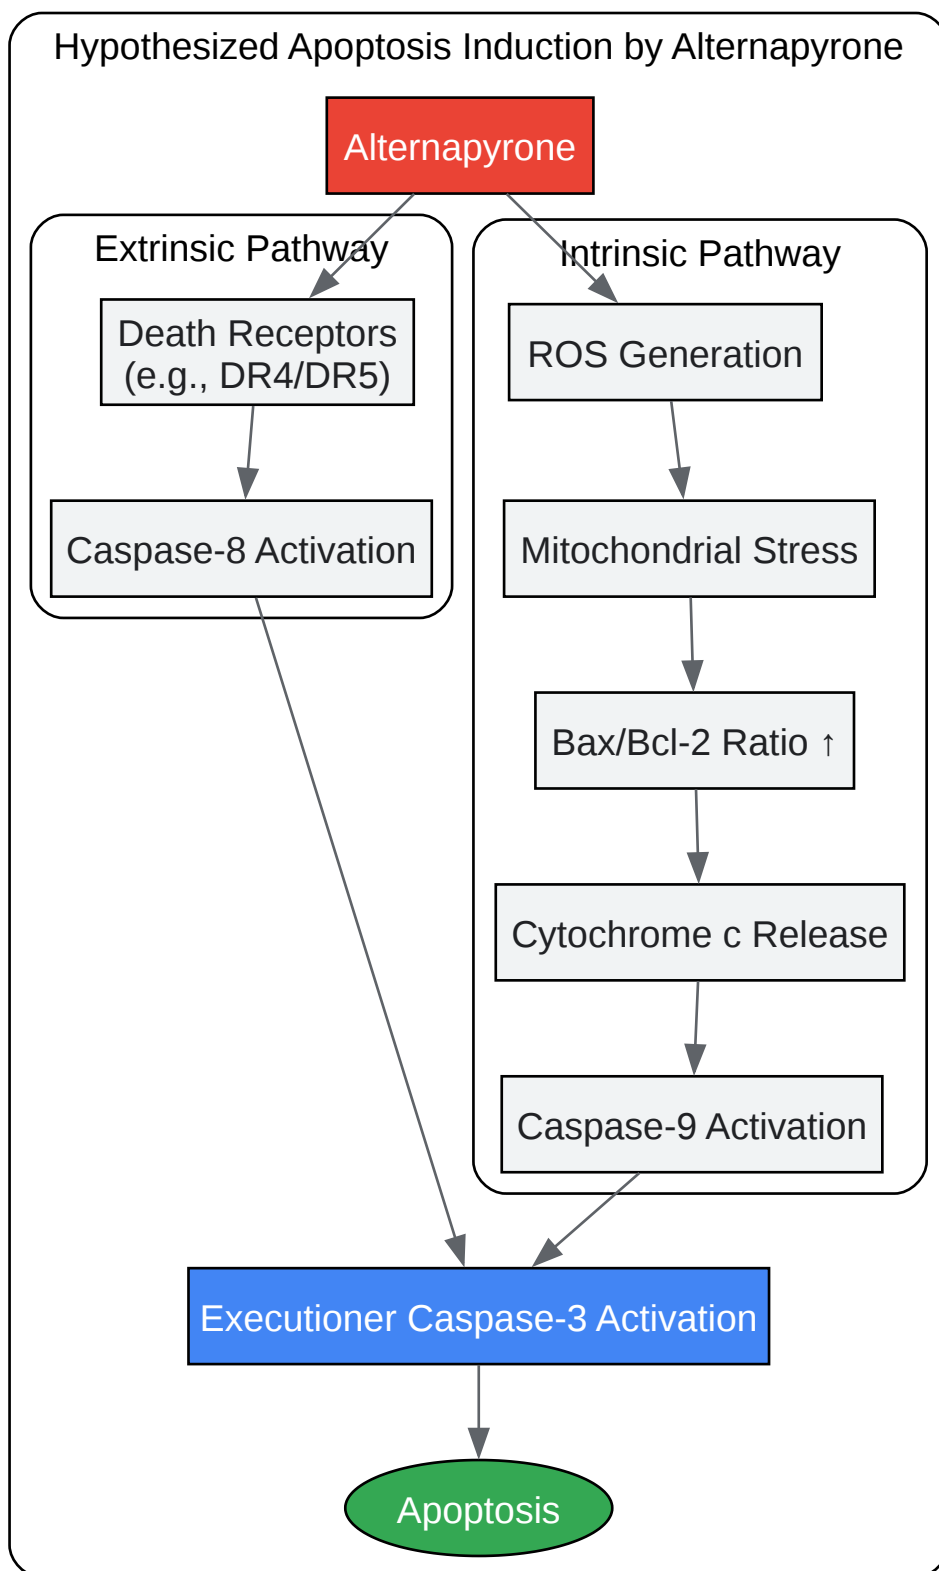 Hypothesized Apoptosis Induction by Alternapyrone
Alternapyrone
Extrinsic Pathway
Death Receptors
(e.g., DR4/DR5)
Caspase-8 Activation
Intrinsic Pathway
ROS Generation
Mitochondrial Stress
Bax/Bcl-2 Ratio ↑
Cytochrome c Release
Caspase-9 Activation
Executioner Caspase-3 Activation
Apoptosis